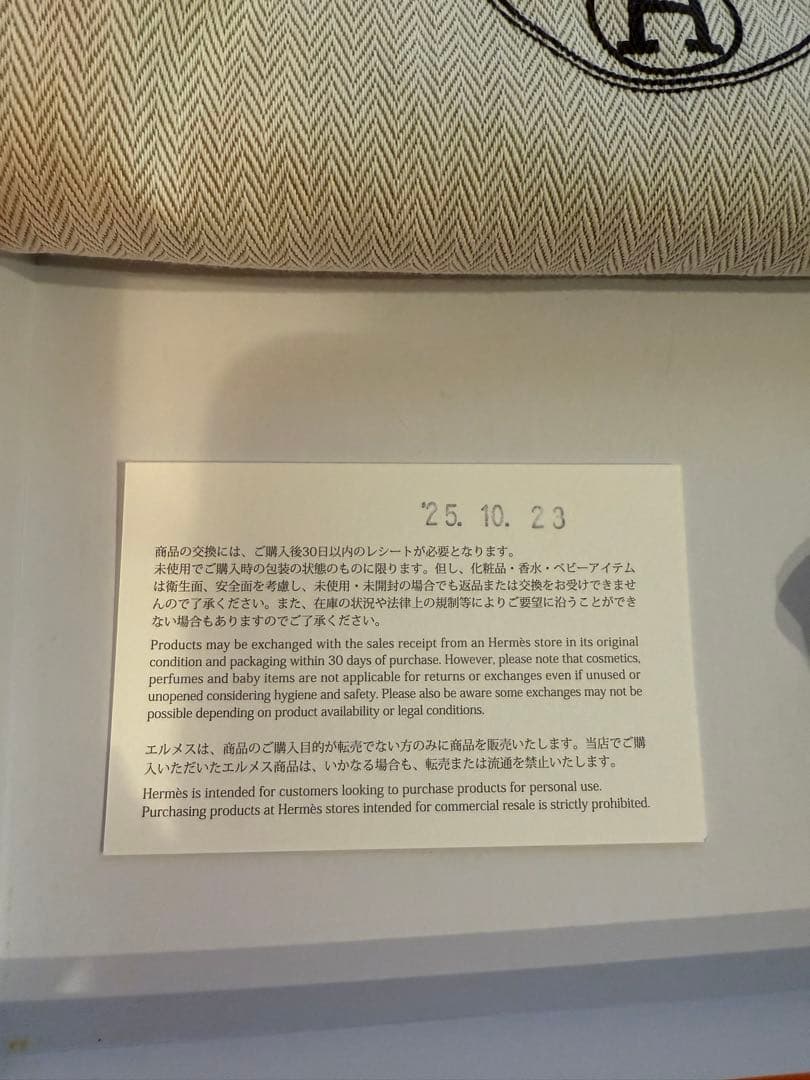 H
'25. 10. 23
商品の交換には、ご購入後30日以内のレシートが必要となります。
未使用でご購入時の包装の状態のものに限ります。但し、化粧品・香水・ベビーアイテム
は衛生面、安全面を考慮し、未使用・未開封の場合でも返品または交換をお受けできませ
んので了承ください。また、在庫の状況や法律上の規制等によりご要望に沿うことができ
ない場合もありますのでご了承ください。
Products may be exchanged with the sales receipt from an Hermès store in its original
condition and packaging within 30 days of purchase. However, please note that cosmetics,
perfumes and baby items are not applicable for returns or exchanges even if unused or
unopened considering hygiene and safety. Please also be aware some exchanges may not be
possible depending on product availability or legal conditions.
エルメスは、商品のご購入目的が転売でない方のみに商品を販売いたします。当店でご購
入いただいたエルメス商品は、いかなる場合も、転売または流通を禁止いたします。
Hermès is intended for customers looking to purchase products for personal use.
Purchasing products at Hermès stores intended for commercial resale is strictly prohibited.